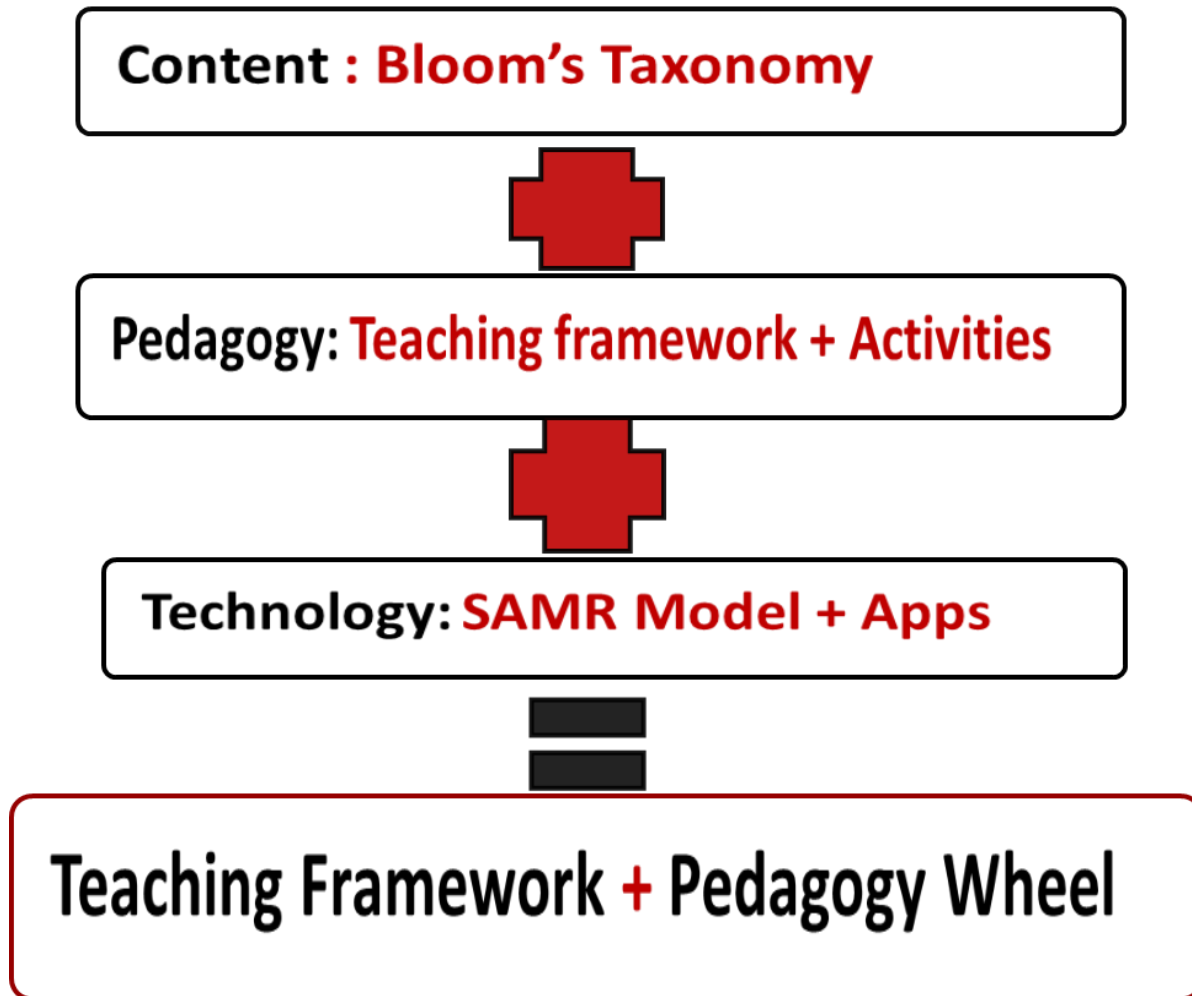 Content : Bloom’s Taxonomy
Pedagogy: Teaching framework + Activities
Technology: SAMR Model + Apps
Teaching Framework + Pedagogy Wheel